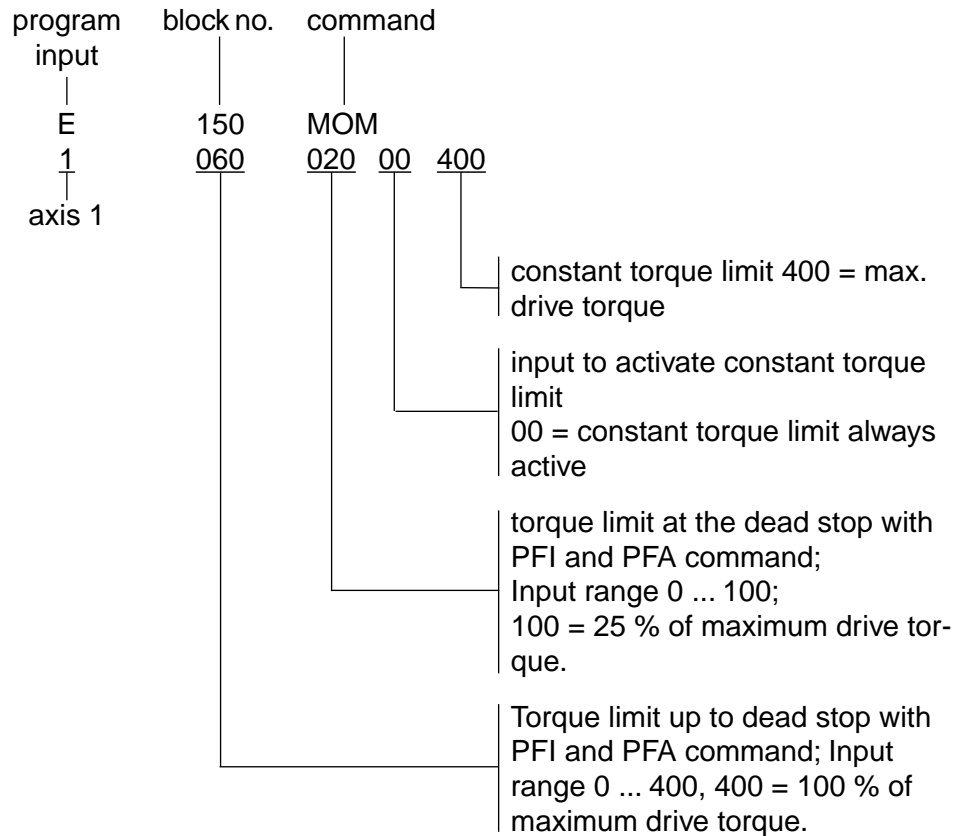 program block no. command
input
E 150 MOM
1 060 020 00 400
axis 1
constant torque limit 400 = max.
drive torque
input to activate constant torque
limit
00 = constant torque limit always
active
torque limit at the dead stop with
PFI and PFA command;
Input range 0 ... 100;
100 = 25 % of maximum drive tor-
que.
Torque limit up to dead stop with
PFI and PFA command; Input
range 0 ... 400, 400 = 100 % of
maximum drive torque.